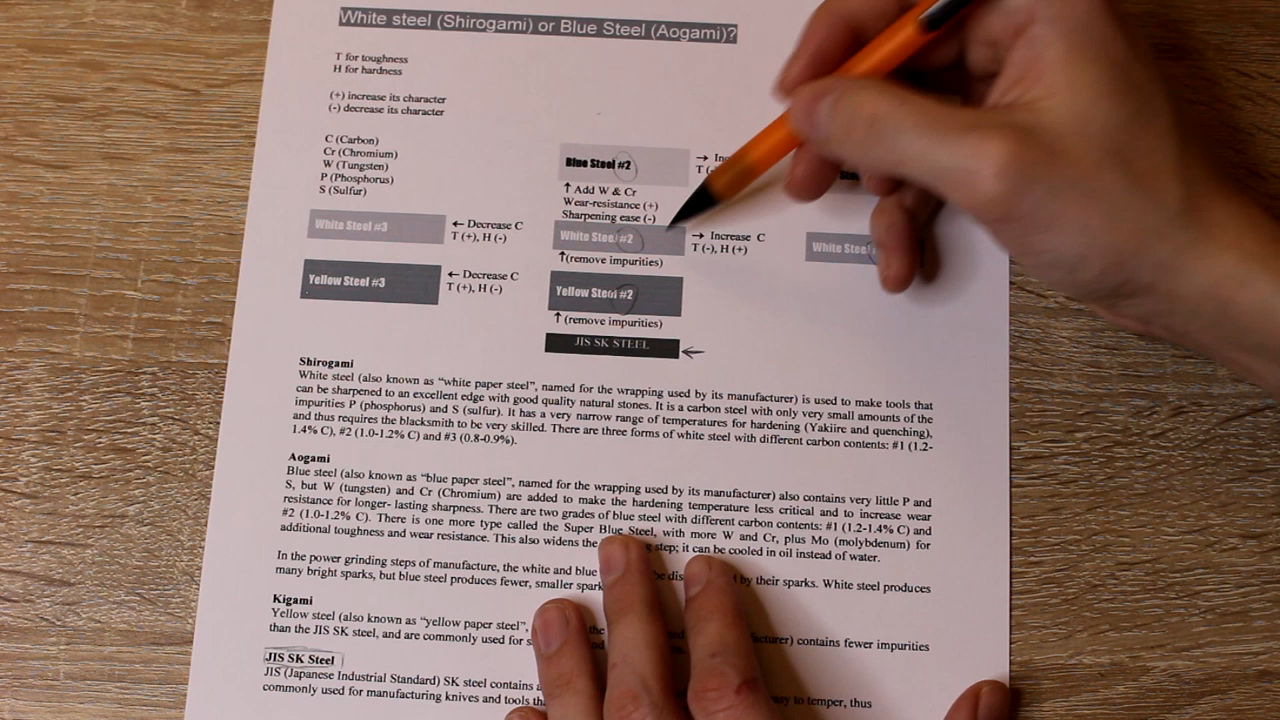 White steel (Shirogami) or Blue Steel (Aogami)?
T for toughness
H for hardness
(+) increase its character
(-) decrease its character
C (Carbon)
Cr (Chromium)
W (Tungsten)
P (Phosphorus)
S (Sulfur)
Blue Steel #2
→
T
↑ Add W & Cr
Wear-resistance (+)
Sharpening ease (-)
White Steel #3
← Decrease C
T (+), H (-)
White Steel #2
→ Increase C
T (-), H (+)
White Steel
↑(remove impurities)
Yellow Steel #3
← Decrease C
T (+), H (-)
Yellow Steel #2
↑ (remove impurities)
JIS SK STEEL
Shirogami
White steel (also known as “white paper steel”, named for the wrapping used by its manufacturer) is used to make tools that
can be sharpened to an excellent edge with good quality natural stones. It is a carbon steel with only very small amounts of the
impurities P (phosphorus) and S (sulfur). It has a very narrow range of temperatures for hardening (Yakiire and quenching),
and thus requires the blacksmith to be very skilled. There are three forms of white steel with different carbon contents: #1 (1.2-
1.4% C), #2 (1.0-1.2% C) and #3 (0.8-0.9%).
Aogami
Blue steel (also known as “blue paper steel”, named for the wrapping used by its manufacturer) also contains very little P and
S, but W (tungsten) and Cr (Chromium) are added to make the hardening temperature less critical and to increase wear
resistance for longer- lasting sharpness. There are two grades of blue steel with different carbon contents: #1 (1.2-1.4% C) and
#2 (1.0-1.2% C). There is one more type called the Super Blue Steel, with more W and Cr, plus Mo (molybdenum) for
additional toughness and wear resistance. This also widens the step; it can be cooled in oil instead of water.
In the power grinding steps of manufacture, the white and blue be by their sparks. White steel produces
many bright sparks, but blue steel produces fewer, smaller
Kigami
Yellow steel (also known as “yellow paper steel”, the contains fewer impurities
than the JIS SK steel, and are commonly used for
JIS SK Steel
JIS (Japanese Industrial Standard) SK steel contains to temper, thus
commonly used for manufacturing knives and tools